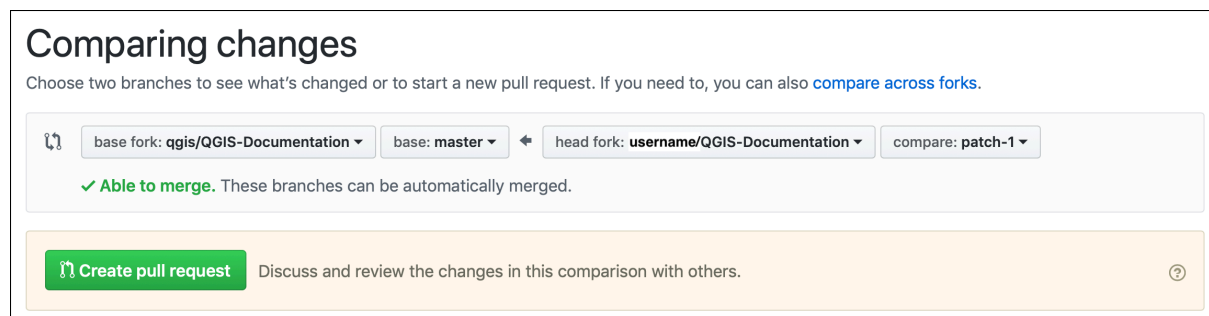 Comparing changes
Choose two branches to see what's changed or to start a new pull request. If you need to, you can also compare across forks.
base fork: qgis/QGIS-Documentation base: master head fork: username/QGIS-Documentation compare: patch-1
Able to merge. These branches can be automatically merged.
Create pull request Discuss and review the changes in this comparison with others. ?